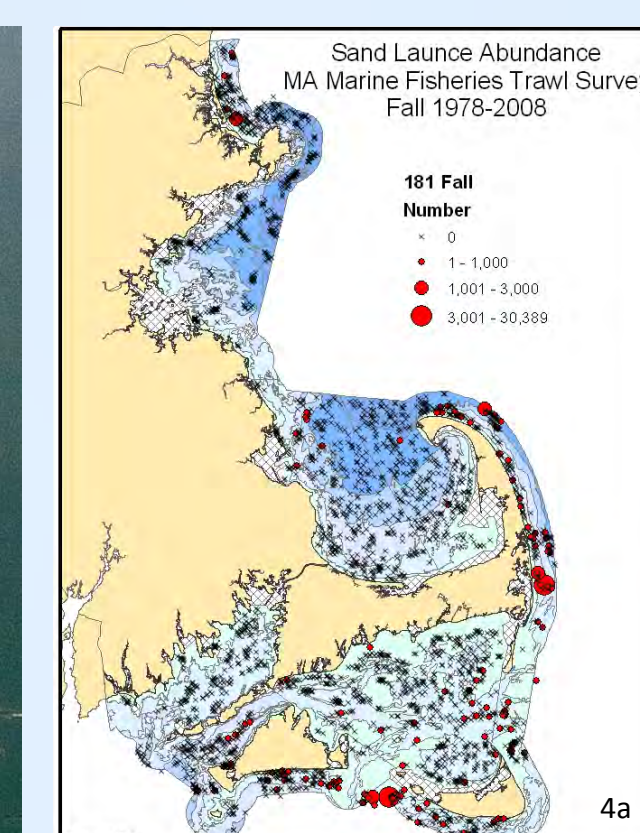 Sand Launce Abundance
MA Marine Fisheries Trawl Surve
Fall 1978-2008
181 Fall
Number
× 0
1 - 1,000
1,001 - 3,000
3,001 - 30,389
4a